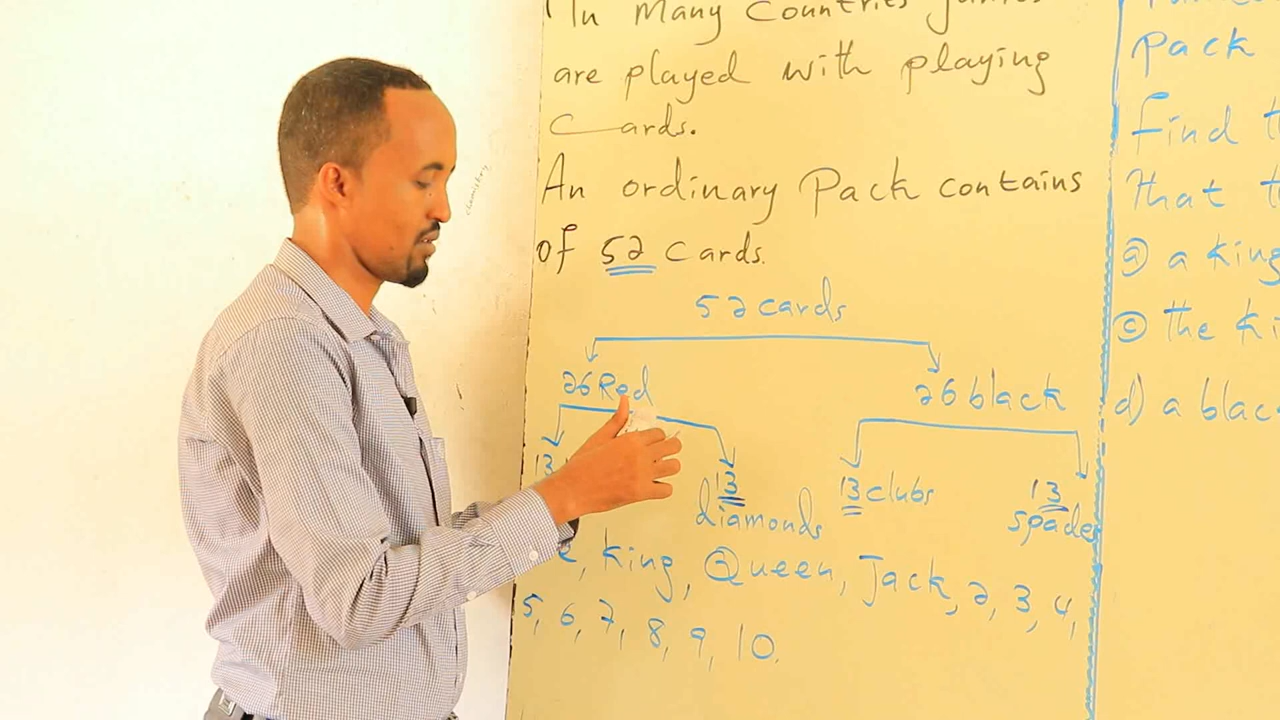 In Many Countries games
are played with playing
Cards.
An ordinary Pack contains
of 52 Cards.
52 cards
26 Red
26 black
13
13
diamonds
13 clubs
13
spades
King, Queen, Jack, 2, 3, 4,
5, 6, 7, 8, 9, 10.
Pack
Find
That
ⓐ a king
ⓒ the
d) a
chemistry